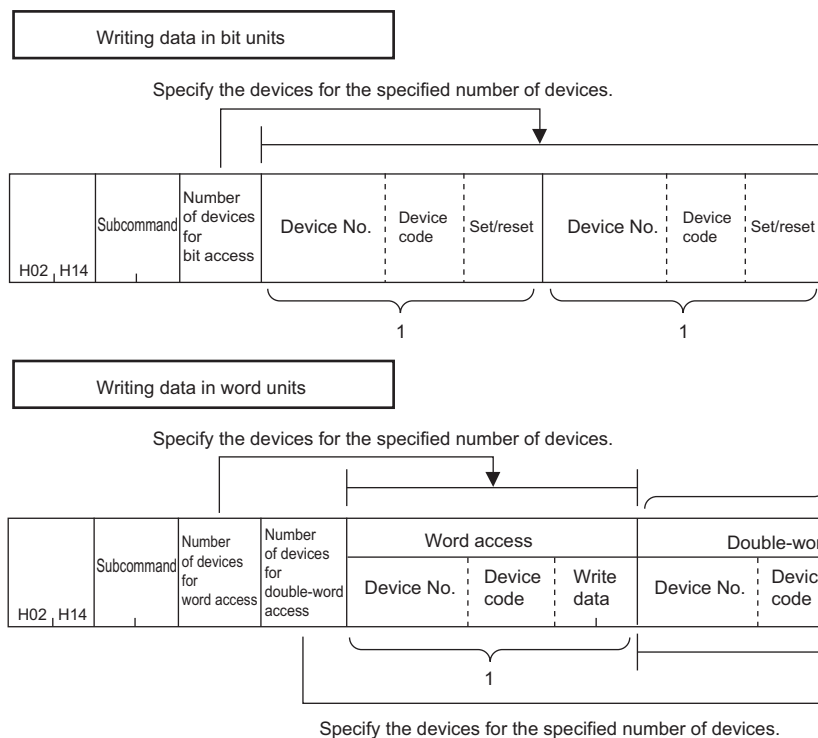 Writing data in bit units
Specify the devices for the specified number of devices.
Number
of devices
for
bit access
Subcommand
Device No.
Device
code
Set/reset
Device No.
Device
code
Set/reset
H02 H14
1
1
Writing data in word units
Specify the devices for the specified number of devices.
Number
of devices
for
word access
Number
of devices
for
double-word
access
Subcommand
Word access
Double-wor
Device No.
Device
code
Write
data
Device No.
Devic
code
H02 H14
1
Specify the devices for the specified number of devices.